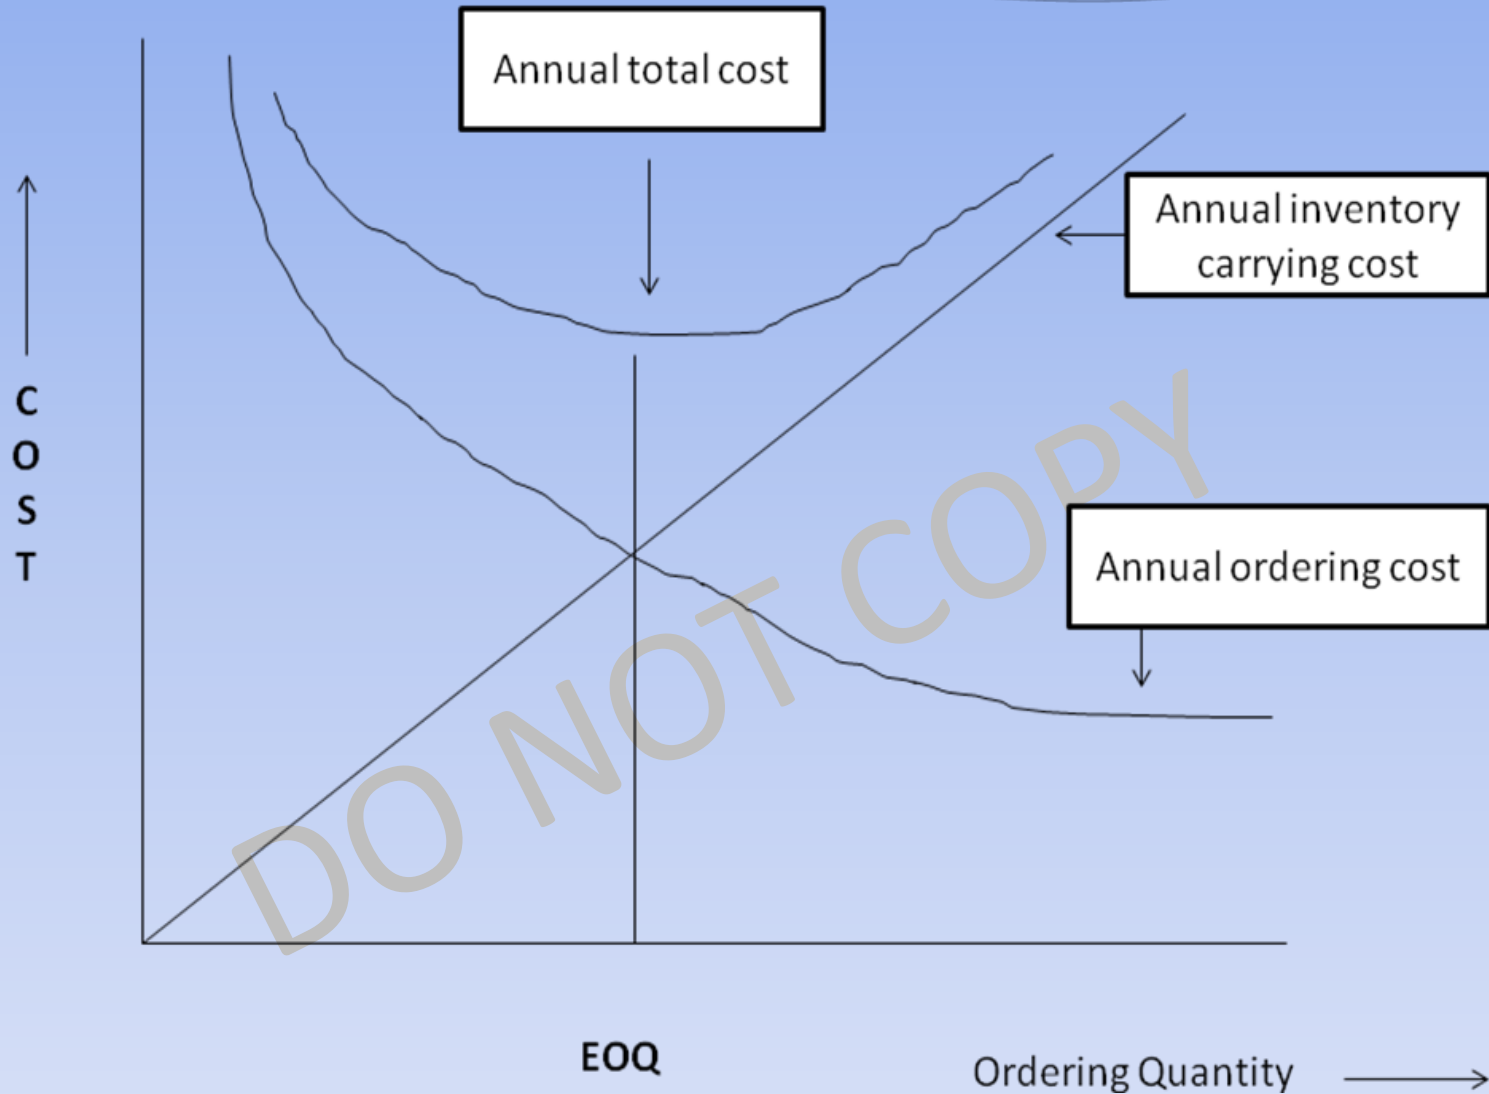 Annual total cost
Annual inventory
carrying cost
C
O
S
T
Annual ordering cost
DO NOT COPY
EOQ
Ordering Quantity